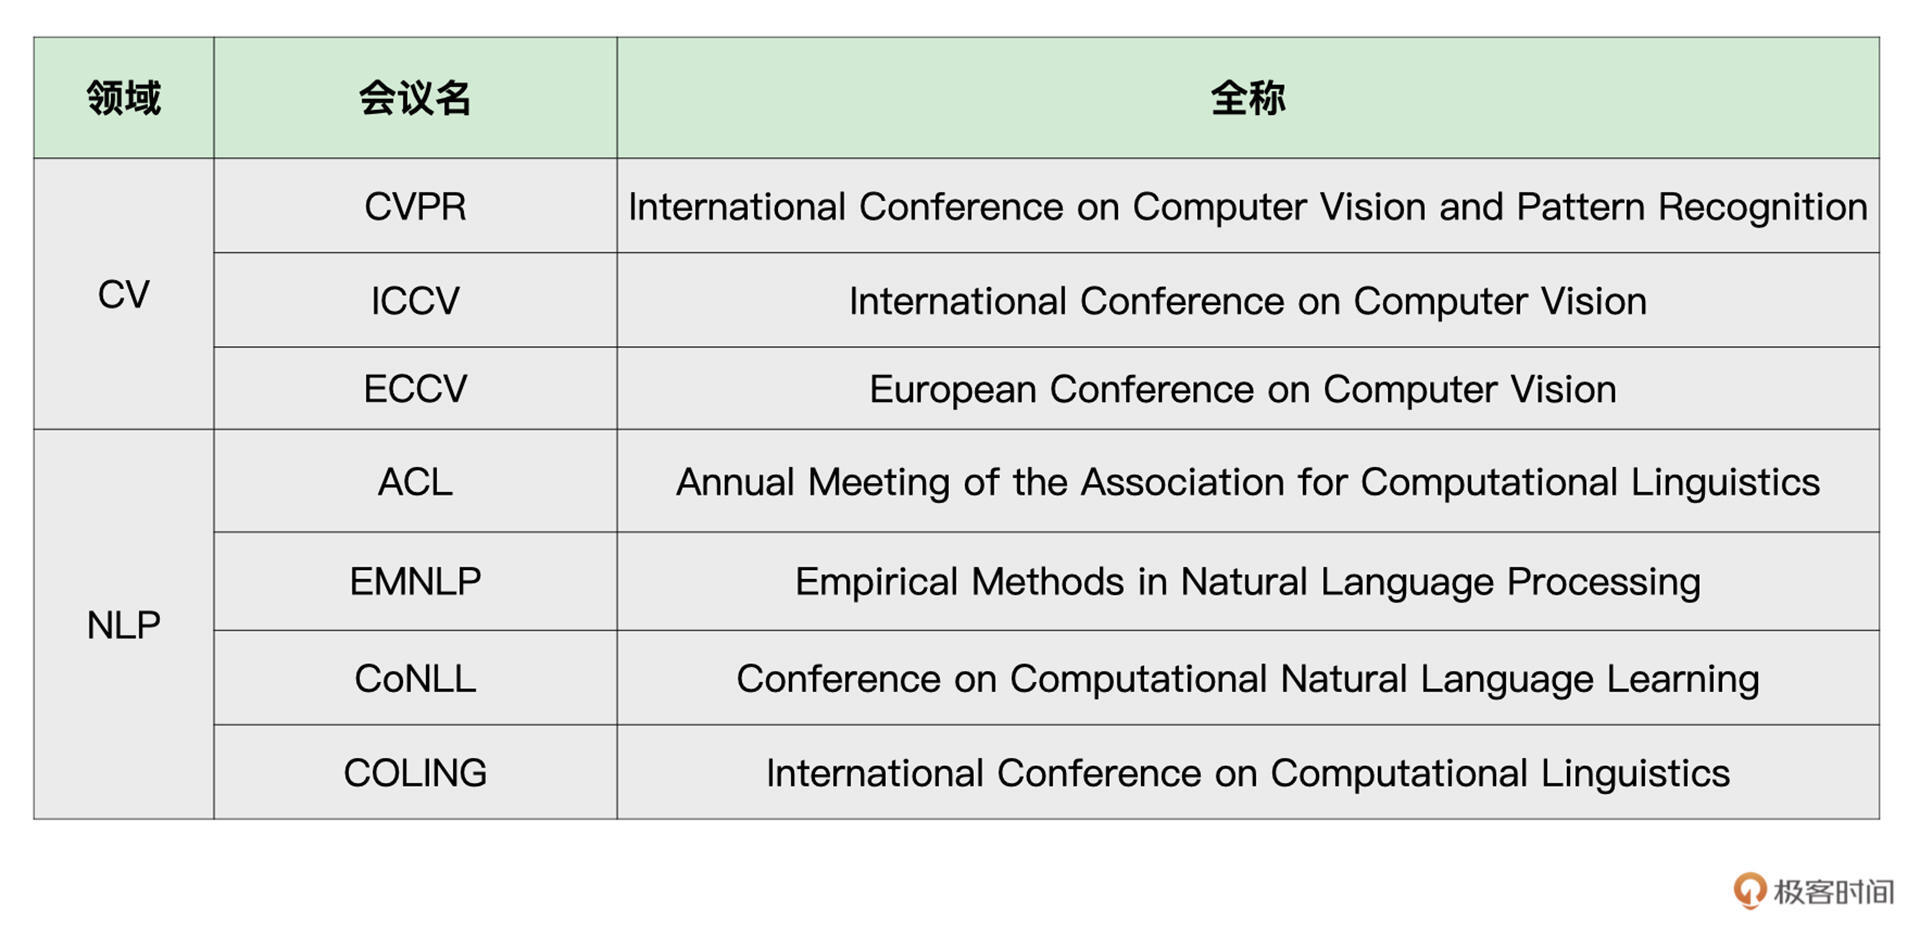 领域 会议名 全称
CV
CVPR International Conference on Computer Vision and Pattern Recognition
ICCV International Conference on Computer Vision
ECCV European Conference on Computer Vision
NLP
ACL Annual Meeting of the Association for Computational Linguistics
EMNLP Empirical Methods in Natural Language Processing
CoNLL Conference on Computational Natural Language Learning
COLING International Conference on Computational Linguistics
极客时间